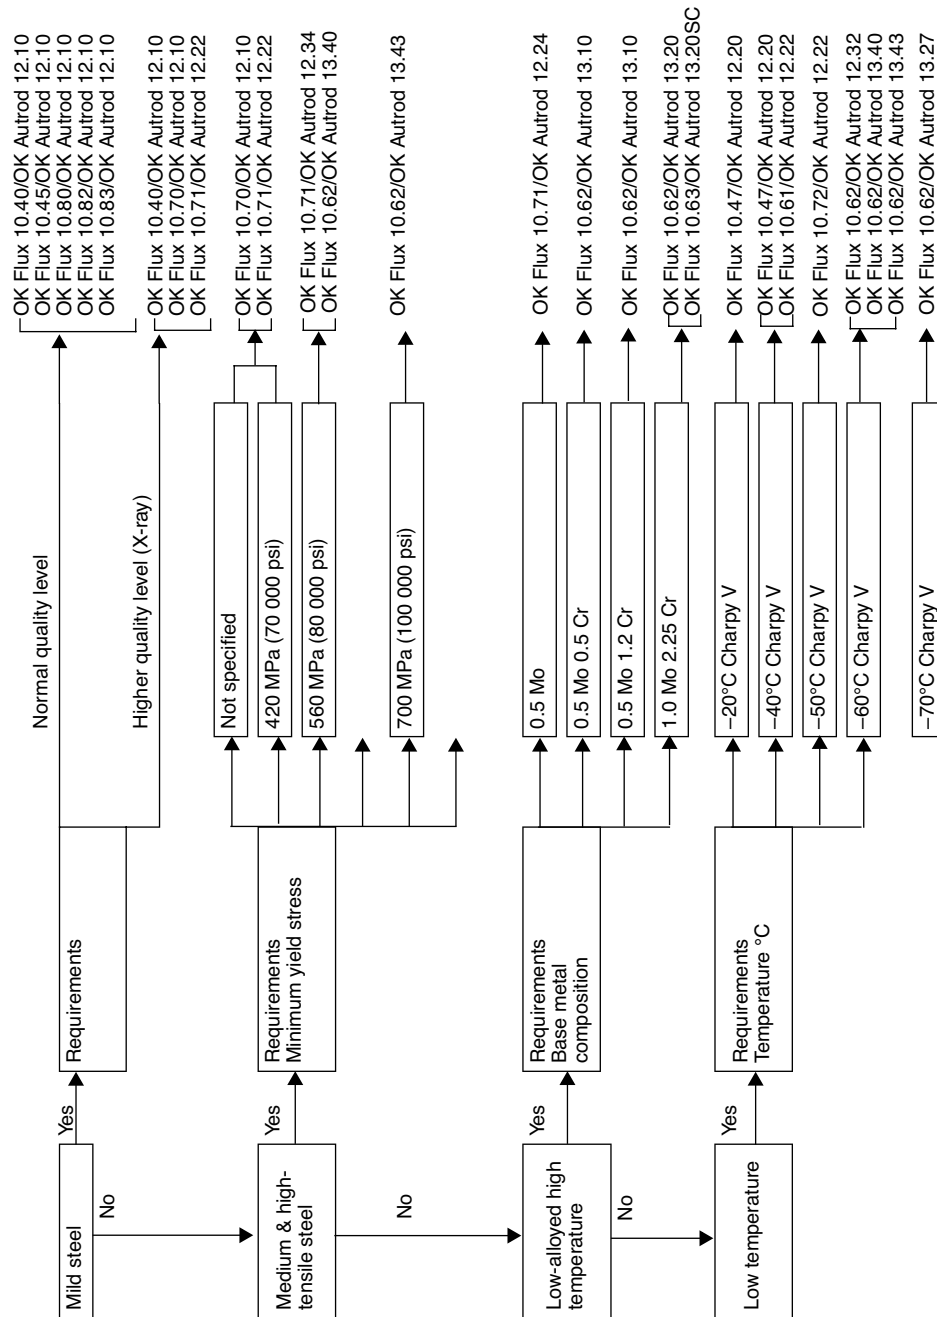 Mild steel
Yes
No
Requirements
Normal quality level
OK Flux 10.40/OK Autrod 12.10
OK Flux 10.45/OK Autrod 12.10
OK Flux 10.80/OK Autrod 12.10
OK Flux 10.82/OK Autrod 12.10
OK Flux 10.83/OK Autrod 12.10
Higher quality level (X-ray)
OK Flux 10.40/OK Autrod 12.10
OK Flux 10.70/OK Autrod 12.10
OK Flux 10.71/OK Autrod 12.22
Medium & high-
tensile steel
Yes
No
Requirements
Minimum yield stress
Not specified
420 MPa (70 000 psi)
OK Flux 10.70/OK Autrod 12.10
OK Flux 10.71/OK Autrod 12.22
560 MPa (80 000 psi)
OK Flux 10.71/OK Autrod 12.34
OK Flux 10.62/OK Autrod 13.40
700 MPa (100 000 psi)
OK Flux 10.62/OK Autrod 13.43
Low-alloyed high
temperature
Yes
No
Requirements
Base metal
composition
0.5 Mo
OK Flux 10.71/OK Autrod 12.24
0.5 Mo 0.5 Cr
OK Flux 10.62/OK Autrod 13.10
0.5 Mo 1.2 Cr
OK Flux 10.62/OK Autrod 13.10
1.0 Mo 2.25 Cr
OK Flux 10.62/OK Autrod 13.20
OK Flux 10.63/OK Autrod 13.20SC
Low temperature
Yes
Requirements
Temperature °C
–20°C Charpy V
OK Flux 10.47/OK Autrod 12.20
–40°C Charpy V
OK Flux 10.47/OK Autrod 12.20
OK Flux 10.61/OK Autrod 12.22
–50°C Charpy V
OK Flux 10.72/OK Autrod 12.22
–60°C Charpy V
OK Flux 10.62/OK Autrod 12.32
OK Flux 10.62/OK Autrod 13.40
OK Flux 10.62/OK Autrod 13.43
–70°C Charpy V
OK Flux 10.62/OK Autrod 13.27